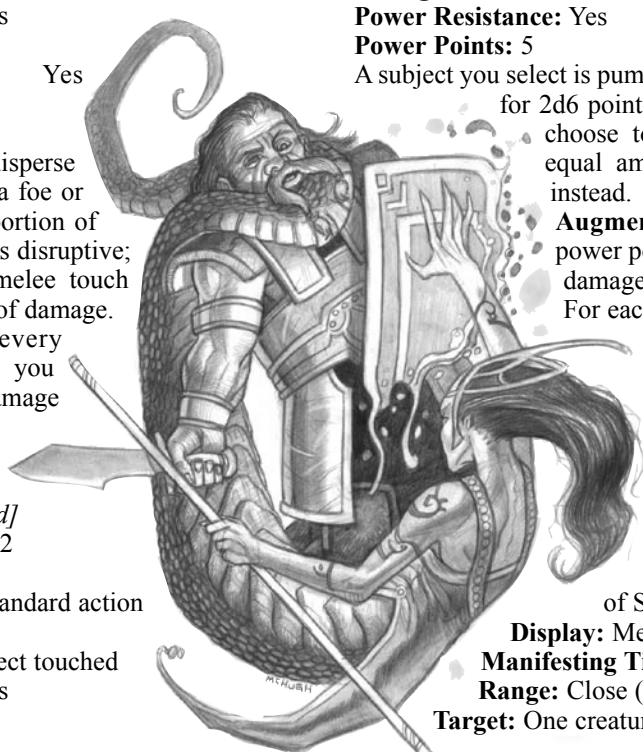 s
Yes
isperse
a foe or
ortion of
s disruptive;
melee touch
of damage.
every
you
amage
d]
2
andard action
ect touched
s
Power Resistance: Yes
Power Points: 5
A subject you select is pum
for 2d6 point
choose to
equal am
instead.
Augmen
power po
damage
For each
of S
Display: Me
Manifesting Ti
Range: Close (
Target: One creatur
McHUGH